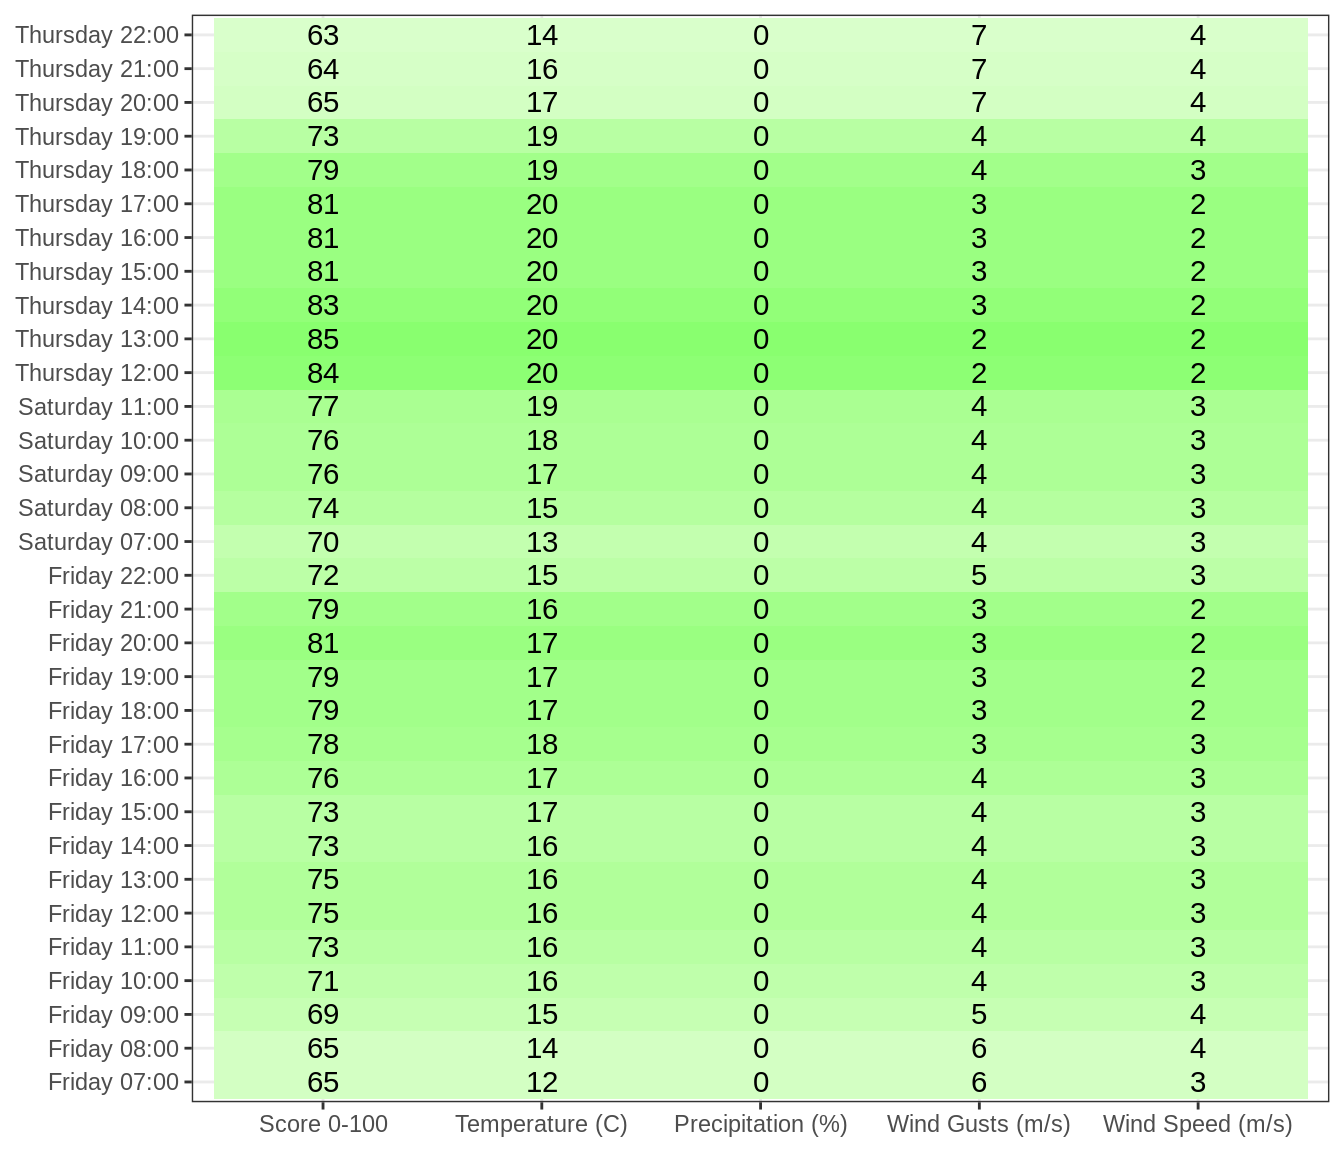 Thursday 22:00 63 14 0 7 4
Thursday 21:00 64 16 0 7 4
Thursday 20:00 65 17 0 7 4
Thursday 19:00 73 19 0 4 4
Thursday 18:00 79 19 0 4 3
Thursday 17:00 81 20 0 3 2
Thursday 16:00 81 20 0 3 2
Thursday 15:00 81 20 0 3 2
Thursday 14:00 83 20 0 3 2
Thursday 13:00 85 20 0 2 2
Thursday 12:00 84 20 0 2 2
Saturday 11:00 77 19 0 4 3
Saturday 10:00 76 18 0 4 3
Saturday 09:00 76 17 0 4 3
Saturday 08:00 74 15 0 4 3
Saturday 07:00 70 13 0 4 3
Friday 22:00 72 15 0 5 3
Friday 21:00 79 16 0 3 2
Friday 20:00 81 17 0 3 2
Friday 19:00 79 17 0 3 2
Friday 18:00 79 17 0 3 2
Friday 17:00 78 18 0 3 3
Friday 16:00 76 17 0 4 3
Friday 15:00 73 17 0 4 3
Friday 14:00 73 16 0 4 3
Friday 13:00 75 16 0 4 3
Friday 12:00 75 16 0 4 3
Friday 11:00 73 16 0 4 3
Friday 10:00 71 16 0 4 3
Friday 09:00 69 15 0 5 4
Friday 08:00 65 14 0 6 4
Friday 07:00 65 12 0 6 3
Score 0-100 Temperature (C) Precipitation (%) Wind Gusts (m/s) Wind Speed (m/s)